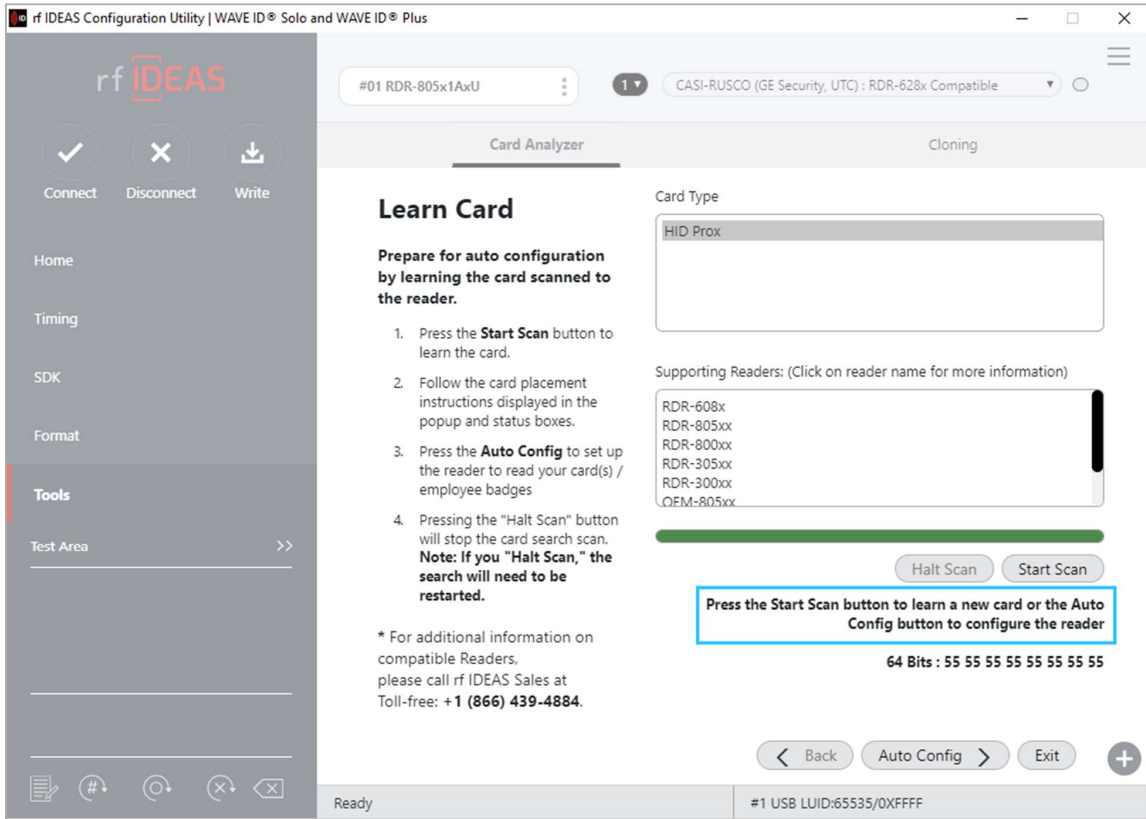 rf IDEAS Configuration Utility | WAVE ID® Solo and WAVE ID® Plus
rf IDEAS
Connect
Disconnect
Write
Home
Timing
SDK
Format
Tools
Test Area >>
#01 RDR-805x1AxU
1
CASI-RUSCO (GE Security, UTC) : RDR-628x Compatible
Card Analyzer
Cloning
Learn Card
Prepare for auto configuration
by learning the card scanned to
the reader.
1. Press the Start Scan button to
learn the card.
2. Follow the card placement
instructions displayed in the
popup and status boxes.
3. Press the Auto Config to set up
the reader to read your card(s) /
employee badges
4. Pressing the "Halt Scan" button
will stop the card search scan.
Note: If you "Halt Scan," the
search will need to be
restarted.
* For additional information on
compatible Readers,
please call rf IDEAS Sales at
Toll-free: +1 (866) 439-4884.
Card Type
HID Prox
Supporting Readers: (Click on reader name for more information)
RDR-608x
RDR-805xx
RDR-800xx
RDR-305xx
RDR-300xx
OEM-805xx
Halt Scan
Start Scan
Press the Start Scan button to learn a new card or the Auto
Config button to configure the reader
64 Bits : 55 55 55 55 55 55 55 55
Back
Auto Config
Exit
Ready
#1 USB LUID:65535/0XFFFF